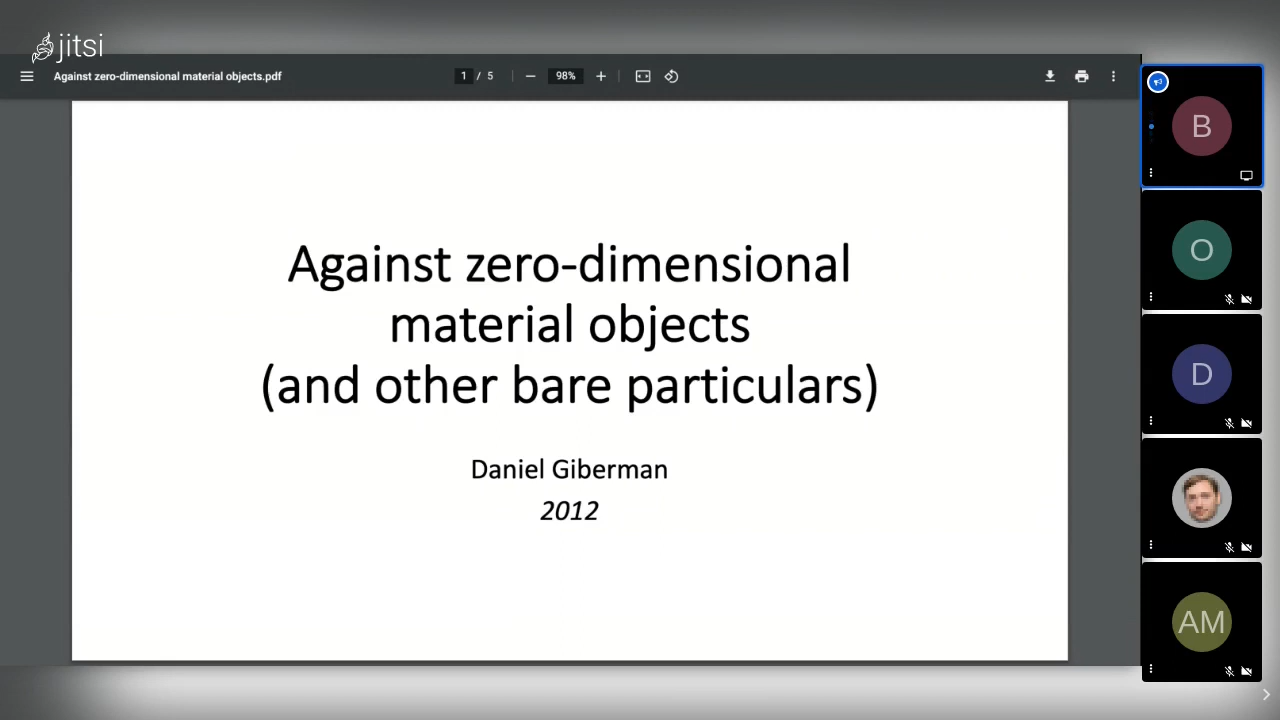 jitsi
Against zero-dimensional material objects.pdf
1 / 5
98%
Against zero-dimensional
material objects
(and other bare particulars)
Daniel Giberman
2012
B
O
D
AM